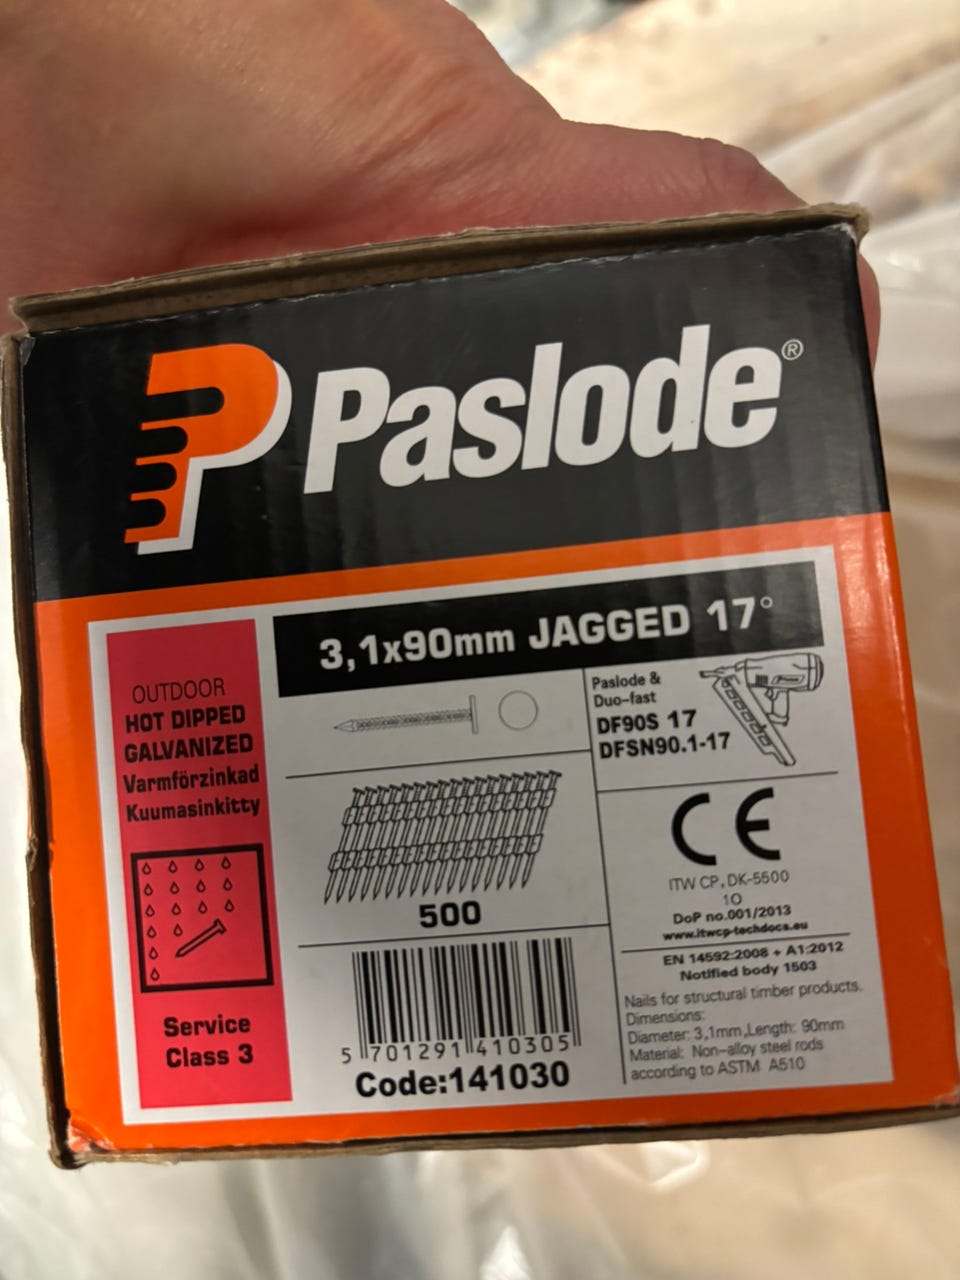 Paslode®
3,1x90mm JAGGED 17°
OUTDOOR
HOT DIPPED
GALVANIZED
Varmförzinkad
Kuumasinkitty
Service
Class 3
500
5 701291 410305
Code:141030
Paslode &
Duo-fast
DF90S 17
DFSN90.1-17
Paslode
CE
ITW CP, DK-5500
10
DoP no.001/2013
www.itwcp-techdocs.eu
EN 14592:2008 + A1:2012
Notified body 1503
Nails for structural timber products.
Dimensions:
Diameter: 3,1mm,Length: 90mm
Material: Non-alloy steel rods
according to ASTM A510